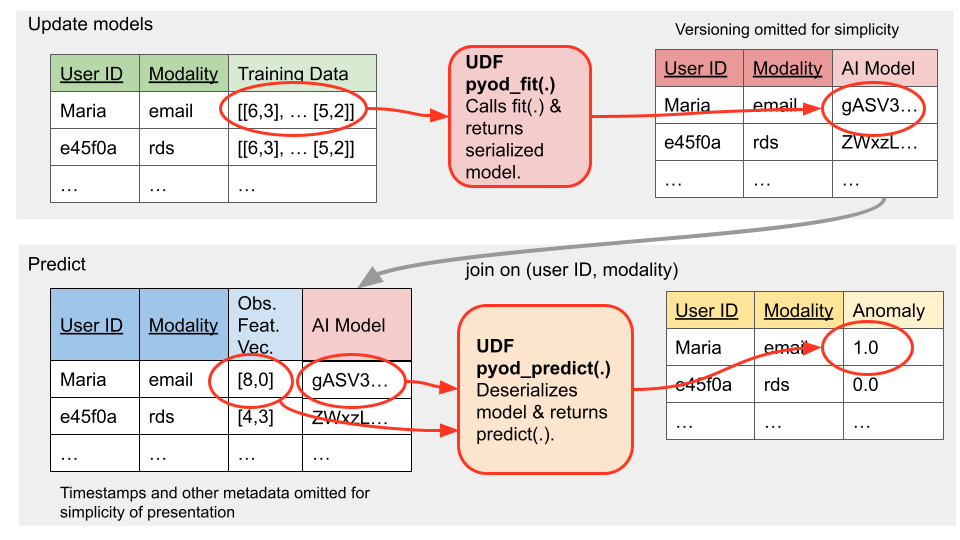 Update models
Versioning omitted for simplicity
User ID Modality Training Data
Maria email [[6,3], … [5,2]]
e45f0a rds [[6,3], … [5,2]]
… … …
UDF
pyod_fit(.)
Calls fit(.) &
returns
serialized
model.
User ID Modality AI Model
Maria email gASV3…
e45f0a rds ZWxzL…
… … …
Predict
join on (user ID, modality)
User ID Modality Obs. Feat. Vec. AI Model
Maria email [8,0] gASV3…
e45f0a rds [4,3] ZWxzL…
… … … …
UDF
pyod_predict(.)
Deserializes
model & returns
predict(.).
User ID Modality Anomaly
Maria email 1.0
e45f0a rds 0.0
… … …
Timestamps and other metadata omitted for
simplicity of presentation